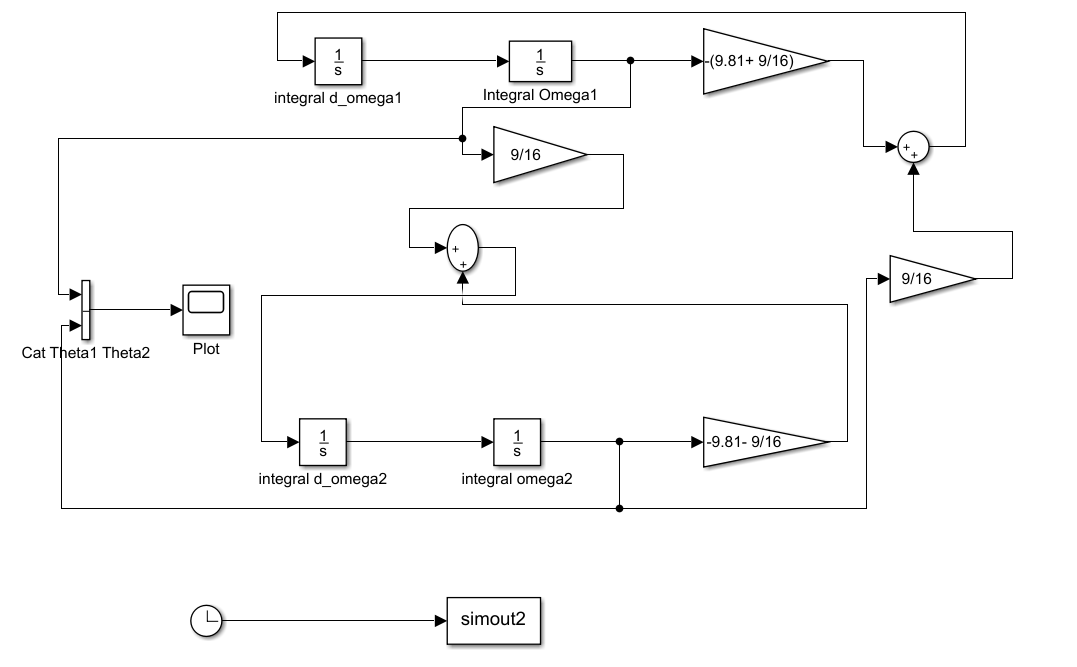 1
s
integral d_omega1
1
s
Integral Omega1
-(9.81+ 9/16)
9/16
+
+
+
+
9/16
Cat Theta1 Theta2
Plot
1
s
integral d_omega2
1
s
integral omega2
-9.81- 9/16
simout2